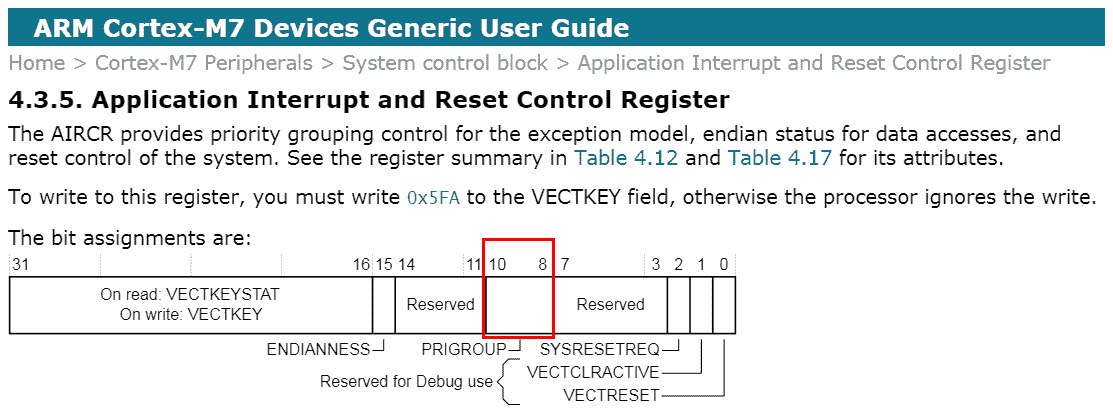 ARM Cortex-M7 Devices Generic User Guide
Home > Cortex-M7 Peripherals > System control block > Application Interrupt and Reset Control Register
4.3.5. Application Interrupt and Reset Control Register
The AIRCR provides priority grouping control for the exception model, endian status for data accesses, and
reset control of the system. See the register summary in Table 4.12 and Table 4.17 for its attributes.
To write to this register, you must write 0x5FA to the VECTKEY field, otherwise the processor ignores the write.
The bit assignments are:
31 16 15 14 11 10 8 7 3 2 1 0
On read: VECTKEYSTAT
On write: VECTKEY
Reserved
Reserved
ENDIANNESS PRIGROUP SYSRESETREQ
Reserved for Debug use
VECTCLRACTIVE
VECTRESET